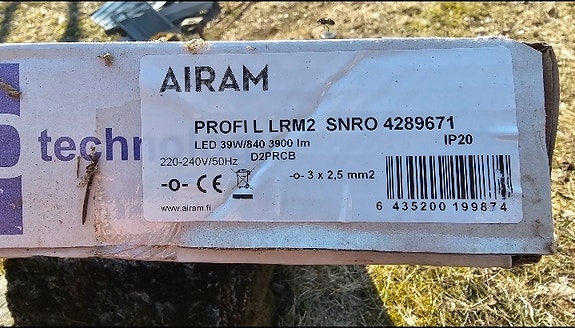 AIRAM
PROFI L LRM2 SNRO 4289671
LED 39W/840 3900 lm IP20
220-240V/50Hz D2PRCB
-o- CE -o- 3 x 2,5 mm2
www.airam.fi
6 435200 199874